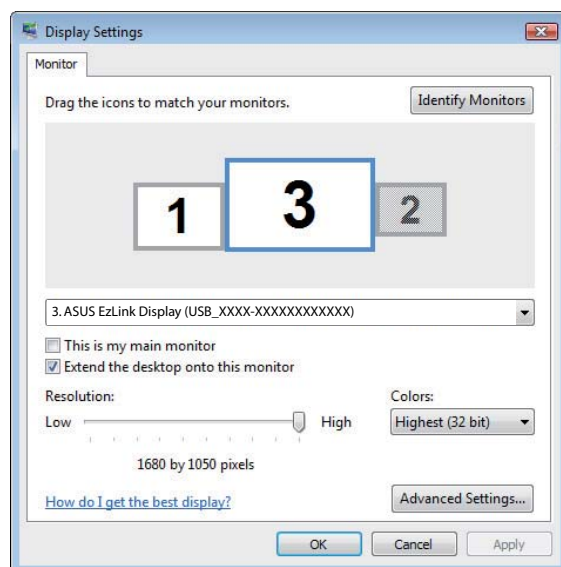 Display Settings
Monitor
Drag the icons to match your monitors.
Identify Monitors
1
3
2
3. ASUS EzLink Display (USB_XXXX-XXXXXXXXXXXX)
This is my main monitor
Extend the desktop onto this monitor
Resolution:
Colors:
Low
High
Highest (32 bit)
1680 by 1050 pixels
How do I get the best display?
Advanced Settings...
OK
Cancel
Apply